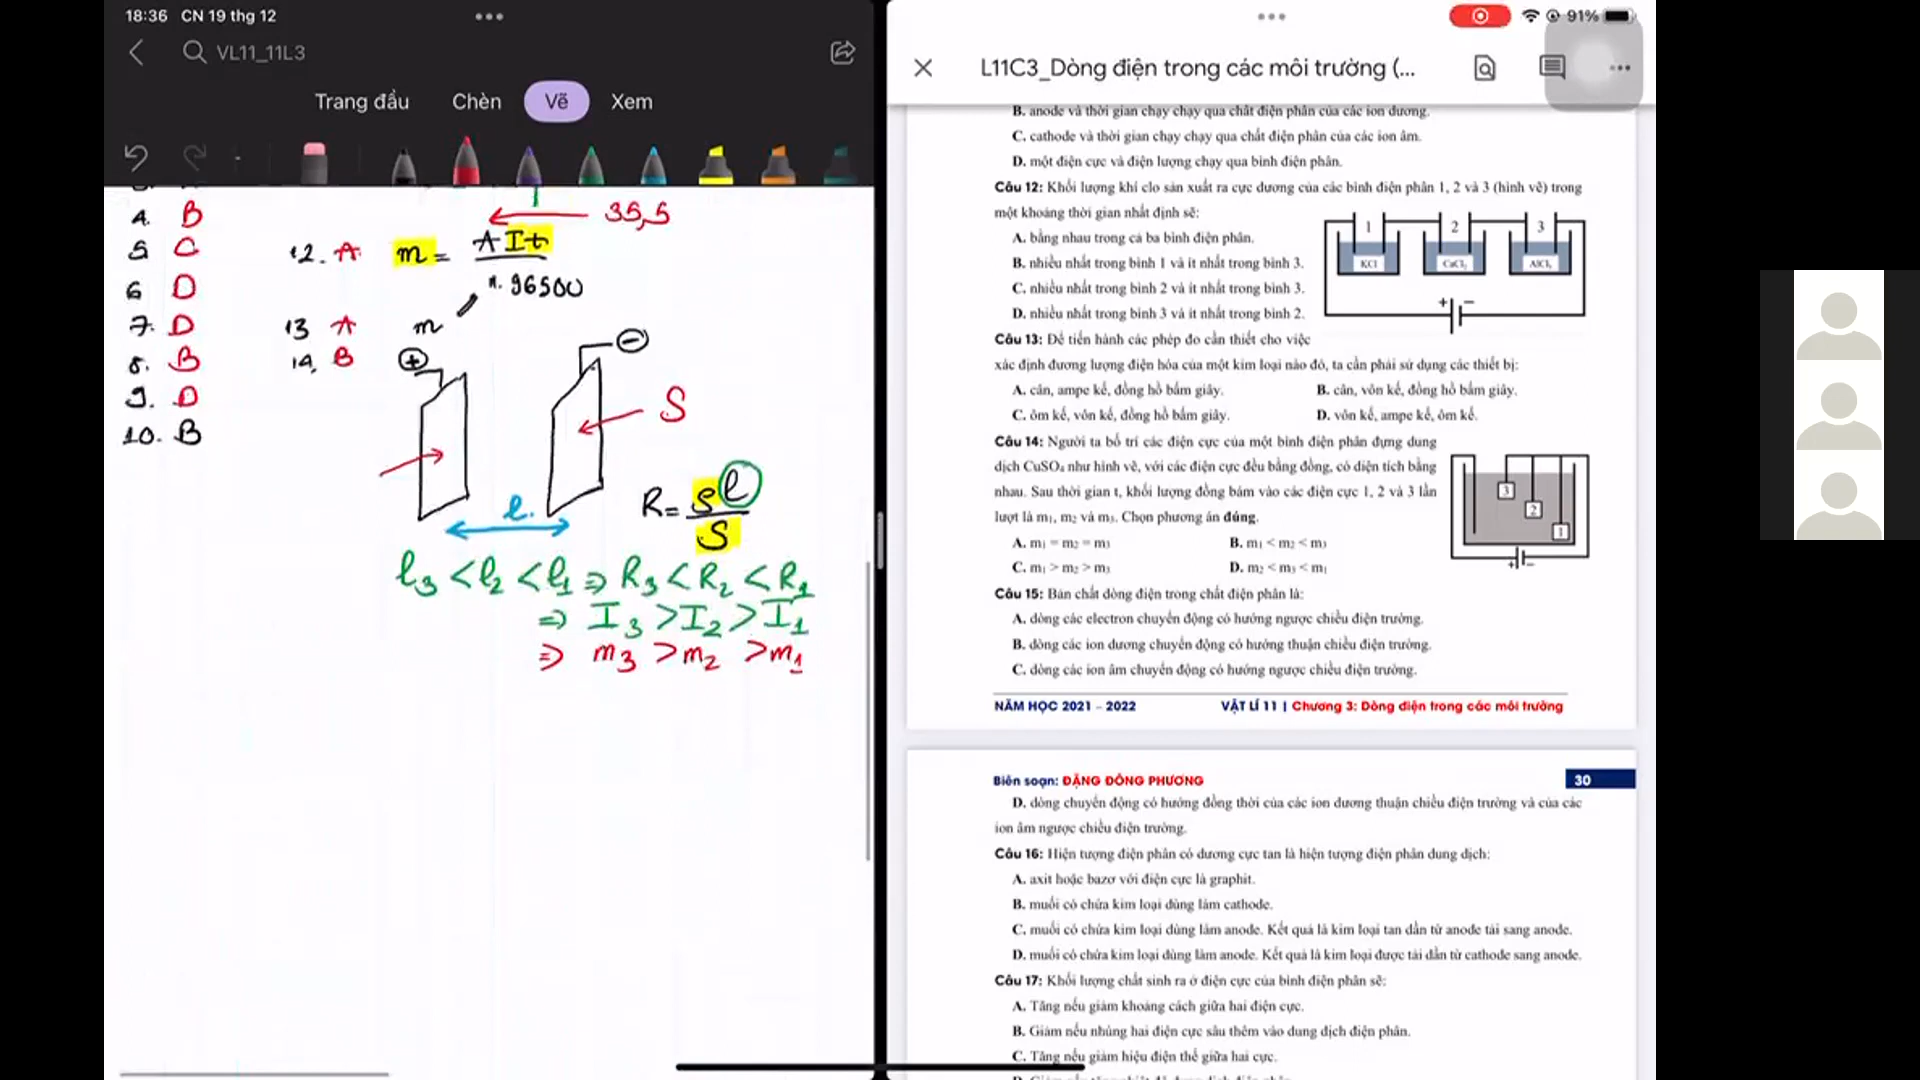 18:36 CN 19 thg 12
VL11_11L3
Trang đầu Chèn Vẽ Xem
4. B
5 C
6 D
7. D
8. B
9. D
10. B
35,5
12. A m = AIt
n. 96500
13 A m
14, B + −
S
l.
R = ρl
S
l3 < l2 < l1 ⇒ R3 < R2 < R1
⇒ I3 > I2 > I1
⇒ m3 > m2 > m1
91%
L11C3_Dòng điện trong các môi trường (...
B. anode và thời gian chạy chạy qua chất điện phân của các ion dương.
C. cathode và thời gian chạy chạy qua chất điện phân của các ion âm.
D. một điện cực và điện lượng chạy qua bình điện phân.
Câu 12: Khối lượng khí clo sản xuất ra cực dương của các bình điện phân 1, 2 và 3 (hình vẽ) trong
một khoảng thời gian nhất định sẽ:
A. bằng nhau trong cả ba bình điện phân.
B. nhiều nhất trong bình 1 và ít nhất trong bình 3.
C. nhiều nhất trong bình 2 và ít nhất trong bình 3.
D. nhiều nhất trong bình 3 và ít nhất trong bình 2.
1 2 3
KCl CaCl₂ AlCl₃
+ −
Câu 13: Để tiến hành các phép đo cần thiết cho việc
xác định đương lượng điện hóa của một kim loại nào đó, ta cần phải sử dụng các thiết bị:
A. cân, ampe kế, đồng hồ bấm giây. B. cân, vôn kế, đồng hồ bấm giây.
C. ôm kế, vôn kế, đồng hồ bấm giây. D. vôn kế, ampe kế, ôm kế.
Câu 14: Người ta bố trí các điện cực của một bình điện phân đựng dung
dịch CuSO₄ như hình vẽ, với các điện cực đều bằng đồng, có diện tích bằng
nhau. Sau thời gian t, khối lượng đồng bám vào các điện cực 1, 2 và 3 lần
lượt là m₁, m₂ và m₃. Chọn phương án đúng.
A. m₁ = m₂ = m₃ B. m₁ < m₂ < m₃
C. m₁ > m₂ > m₃ D. m₂ < m₃ < m₁
3
2
1
+ −
Câu 15: Bản chất dòng điện trong chất điện phân là:
A. dòng các electron chuyển động có hướng ngược chiều điện trường.
B. dòng các ion dương chuyển động có hướng thuận chiều điện trường.
C. dòng các ion âm chuyển động có hướng ngược chiều điện trường.
NĂM HỌC 2021 - 2022 VẬT LÍ 11 | Chương 3: Dòng điện trong các môi trường
Biên soạn: ĐẶNG ĐÔNG PHƯƠNG 30
D. dòng chuyển động có hướng đồng thời của các ion dương thuận chiều điện trường và của các
ion âm ngược chiều điện trường.
Câu 16: Hiện tượng điện phân có dương cực tan là hiện tượng điện phân dung dịch:
A. axit hoặc bazơ với điện cực là graphit.
B. muối có chứa kim loại dùng làm cathode.
C. muối có chứa kim loại dùng làm anode. Kết quả là kim loại tan dần từ anode tải sang anode.
D. muối có chứa kim loại dùng làm anode. Kết quả là kim loại được tải dần từ cathode sang anode.
Câu 17: Khối lượng chất sinh ra ở điện cực của bình điện phân sẽ:
A. Tăng nếu giảm khoảng cách giữa hai điện cực.
B. Giảm nếu nhúng hai điện cực sâu thêm vào dung dịch điện phân.
C. Tăng nếu giảm hiệu điện thế giữa hai cực.